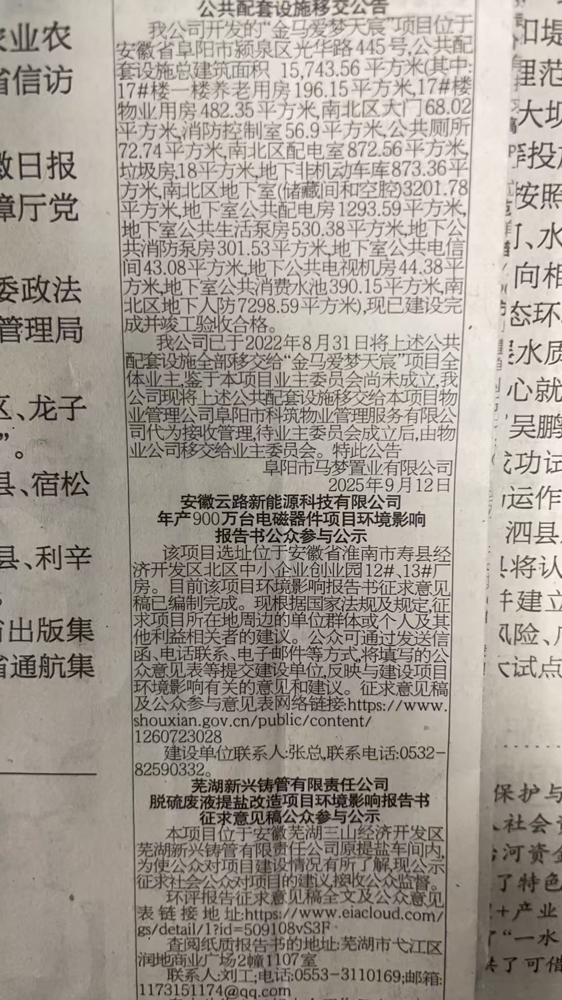 公共配套设施移交公告
我公司开发的“金马爱梦天宸”项目位于
安徽省阜阳市颍泉区光华路445号,公共配
套设施总建筑面积 15,743.56平方米(其中:
17#楼一楼养老用房196.15平方米,17#楼
物业用房482.35平方米,南北区大门68.02
平方米,消防控制室56.9平方米,公共厕所
72.74平方米,南北区配电室872.56平方米,
垃圾房18平方米,地下非机动车库873.36平
方米,南北区地下室(储藏间和空腔)3201.78
平方米,地下室公共配电房1293.59平方米,
地下室公共生活泵房530.38平方米,地下公
共消防泵房301.53平方米,地下室公共电信
间43.08平方米,地下公共电视机房44.38平
方米,地下室公共消费水池390.15平方米,南
北区地下人防7298.59平方米),现已建设完
成并竣工验收合格。
我公司已于2022年8月31日将上述公共
配套设施全部移交给“金马爱梦天宸”项目全
体业主,鉴于本项目业主委员会尚未成立,我
公司现将上述公共配套设施移交给本项目物
业管理公司阜阳市科筑物业管理服务有限公
司代为接收管理,待业主委员会成立后,由物
业公司移交给业主委员会。特此公告
阜阳市马梦置业有限公司
2025年9月12日
安徽云路新能源科技有限公司
年产900万台电磁器件项目环境影响
报告书公众参与公示
该项目选址位于安徽省淮南市寿县经
济开发区北区中小企业创业园12#、13#厂
房。目前该项目环境影响报告书征求意见
稿已编制完成。现根据国家法规及规定,征
求项目所在地周边的单位群体或个人及其
他利益相关者的建议。公众可通过发送信
函、电话联系、电子邮件等方式,将填写的公
众意见表等提交建设单位,反映与建设项目
环境影响有关的意见和建议。征求意见稿
及公众参与意见表网络链接:https://www.
shouxian.gov.cn/public/content/
1260723028
建设单位联系人:张总,联系电话:0532-
82590332。
芜湖新兴铸管有限责任公司
脱硫废液提盐改造项目环境影响报告书
征求意见稿公众参与公示
本项目位于安徽芜湖三山经济开发区
芜湖新兴铸管有限责任公司原提盐车间内,
为使公众对项目建设情况有所了解,现公示
征求社会公众对项目的建议,接收公众监督。
环评报告征求意见稿全文及公众意见
表链接地址:https://www.eiacloud.com/
gs/detail/1?id=509108vS3F
查阅纸质报告书的地址:芜湖市弋江区
润地商业广场2幢1107室
联系人:刘工;电话:0553-3110169;邮箱:
1173151174@qq.com
业农
省信访
徽日报
障厅党
委政法
管理局
区、龙子
”。
县、宿松
县、利辛
出版集
省通航集
和堤
理范
大坝
投放
按照
、水
向相
态环
水质
心就
吴鹏
成功试
运作
泗县
将认
并建立
风险、
大试点
保护与
社会
河资金
了特色
+产业
了“一水
供了可借